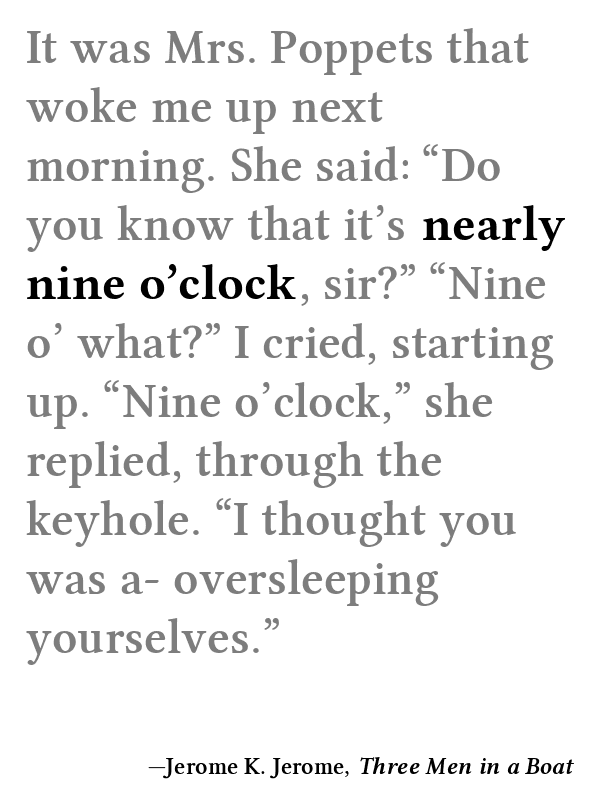 It was Mrs. Poppets that
woke me up next
morning. She said: “Do
you know that it’s nearly
nine o’clock, sir?” “Nine
o’ what?” I cried, starting
up. “Nine o’clock,” she
replied, through the
keyhole. “I thought you
was a- oversleeping
yourselves.”
—Jerome K. Jerome, Three Men in a Boat